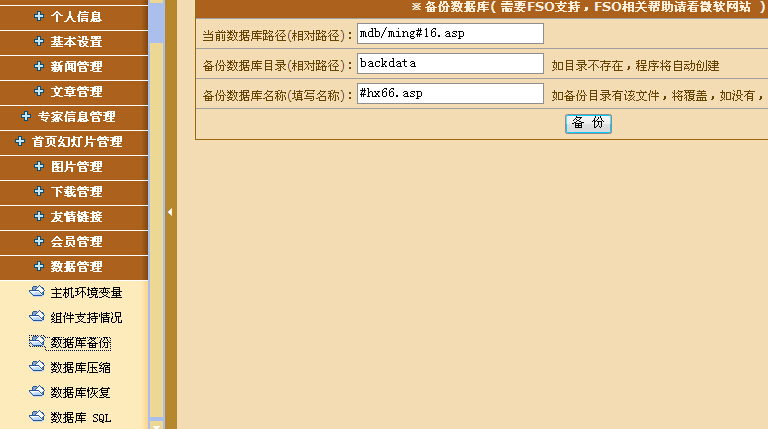 个人信息
基本设置
新闻管理
文章管理
专家信息管理
首页幻灯片管理
图片管理
下载管理
友情链接
会员管理
数据管理
主机环境变量
组件支持情况
数据库备份
数据库压缩
数据库恢复
数据库 SQL
※ 备份数据库( 需要FSO支持，FSO相关帮助请看微软网站 )
当前数据库路径(相对路径)： mdb/ming#16.asp
备份数据库目录(相对路径)： backdata 如目录不存在，程序将自动创建
备份数据库名称(填写名称)： #hx66.asp 如备份目录有该文件，将覆盖，如没有，
备 份